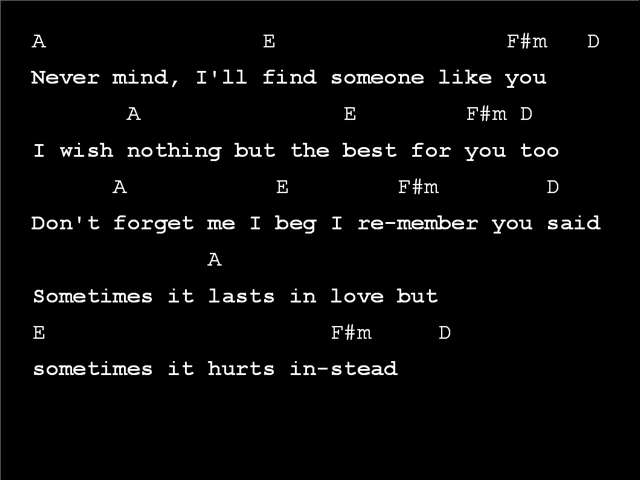 A                E                 F#m   D
Never mind, I'll find someone like you
       A               E        F#m D
I wish nothing but the best for you too
      A           E        F#m        D
Don't forget me I beg I re-member you said
             A
Sometimes it lasts in love but
E                     F#m     D
sometimes it hurts in-stead